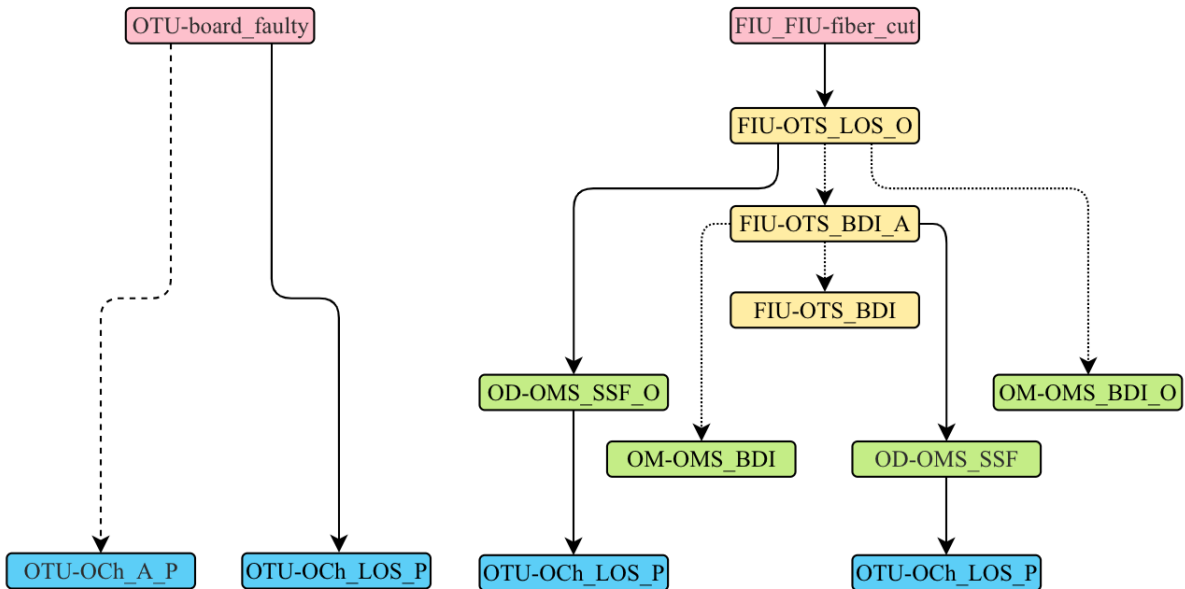 OTU-board_faulty
FIU_FIU-fiber_cut
FIU-OTS_LOS_O
FIU-OTS_BDI_A
FIU-OTS_BDI
OD-OMS_SSF_O
OM-OMS_BDI_O
OM-OMS_BDI
OD-OMS_SSF
OTU-OCh_A_P
OTU-OCh_LOS_P
OTU-OCh_LOS_P
OTU-OCh_LOS_P